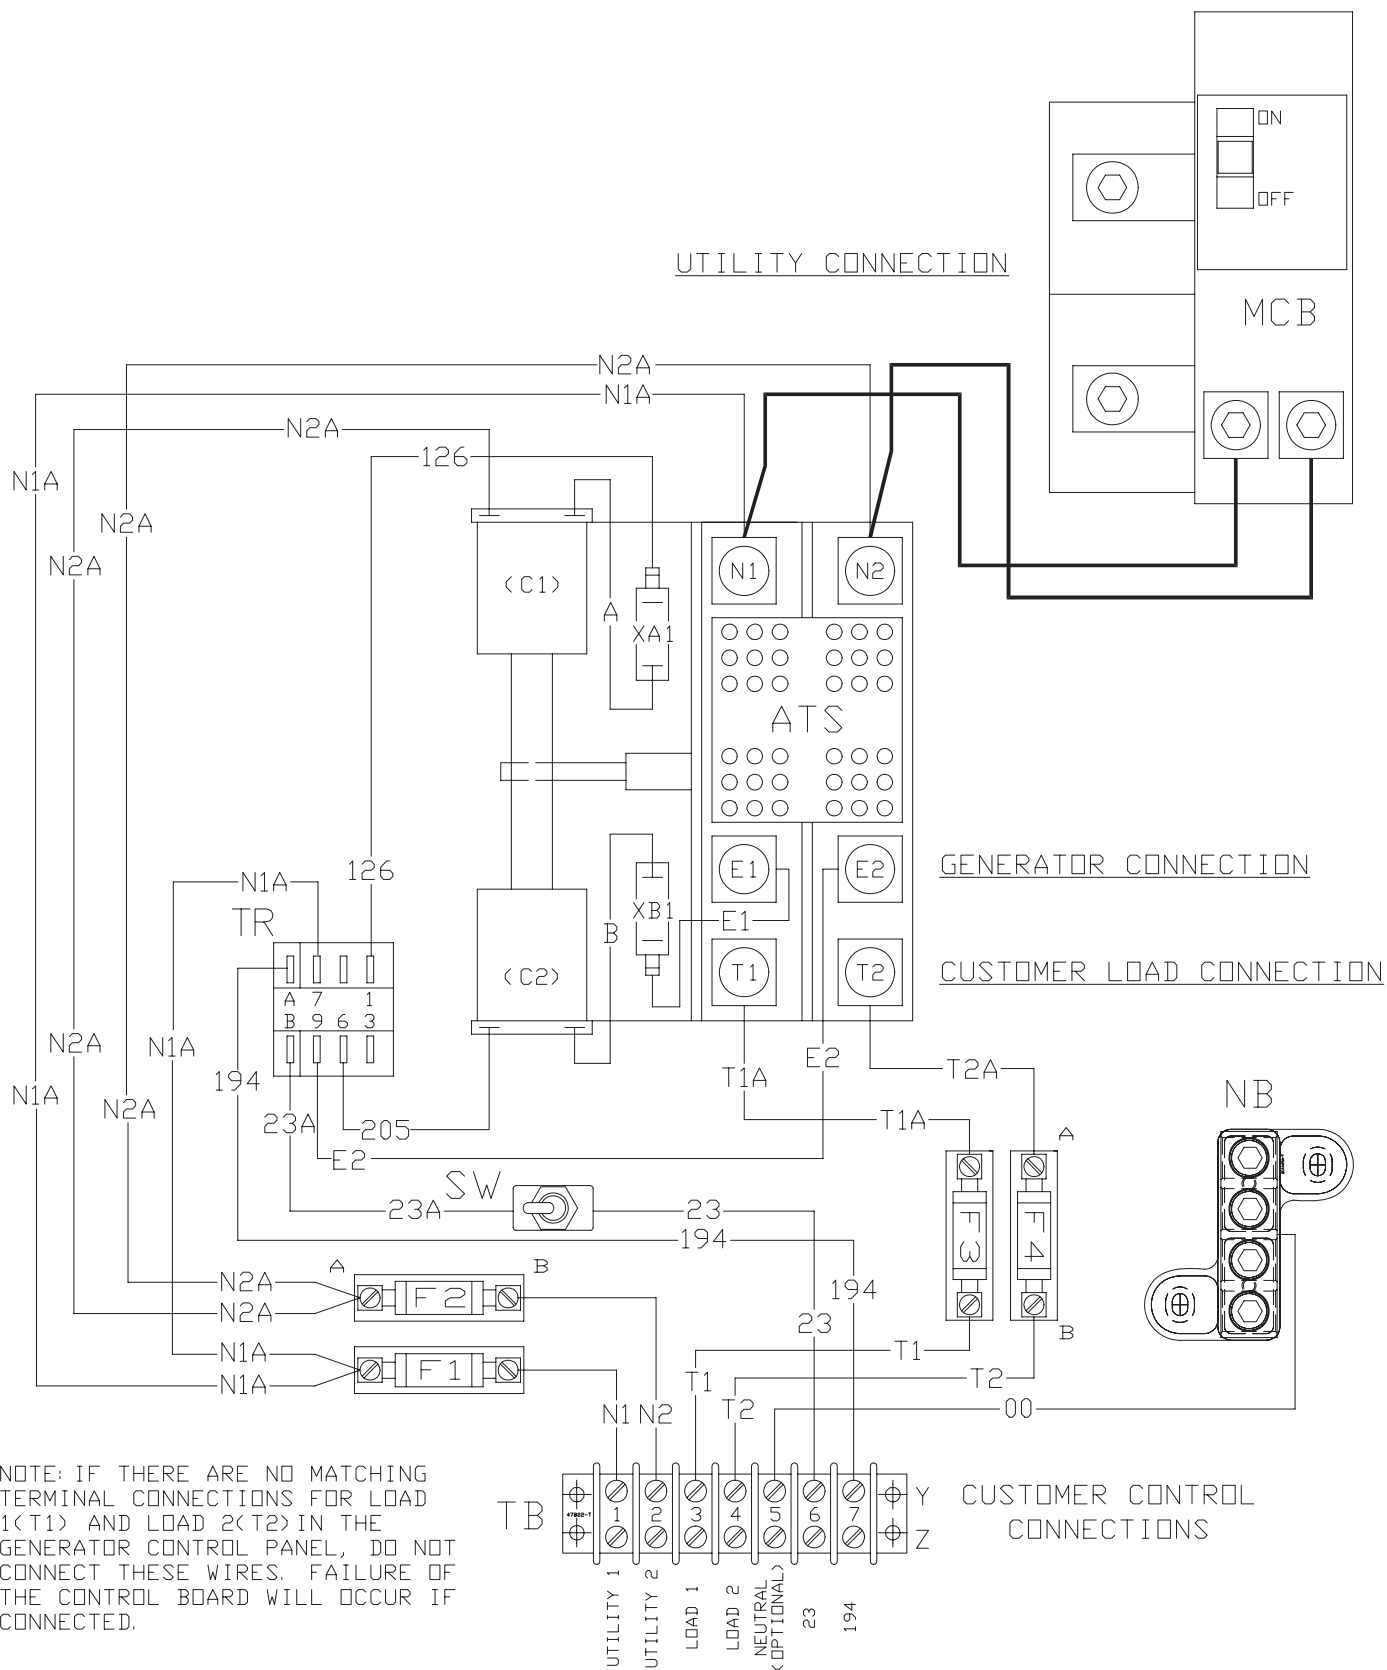 ON
OFF
UTILITY CONNECTION
MCB
N2A
N1A
N2A
126
N1A
N2A
N2A
(C1)
N1
N2
A
XA1
ATS
126
N1A
E1
E2
GENERATOR CONNECTION
TR
XB1
E1
B
(C2)
T1
T2
CUSTOMER LOAD CONNECTION
A 7 1
B 9 6 3
N2A
N1A
E2
194
T1A
T2A
N1A
N2A
NB
23A
205
T1A
A
E2
SW
23A
23
194
F3
F4
A
B
N2A
F2
N2A
194
23
B
N1A
F1
T1
N1A
T1
T2
T2
00
N1
N2
NOTE: IF THERE ARE NO MATCHING
TERMINAL CONNECTIONS FOR LOAD
1(T1) AND LOAD 2(T2) IN THE
GENERATOR CONTROL PANEL, DO NOT
CONNECT THESE WIRES. FAILURE OF
THE CONTROL BOARD WILL OCCUR IF
CONNECTED.
TB
47822-T
1 2 3 4 5 6 7
Y
Z
CUSTOMER CONTROL
CONNECTIONS
UTILITY 1
UTILITY 2
LOAD 1
LOAD 2
NEUTRAL
(OPTIONAL)
23
194